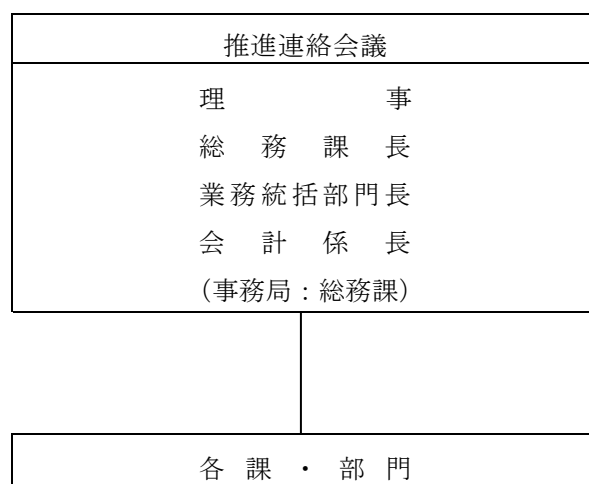 推進連絡会議
理事
総務課長
業務統括部門長
会計係長
(事務局：総務課)
各課・部門